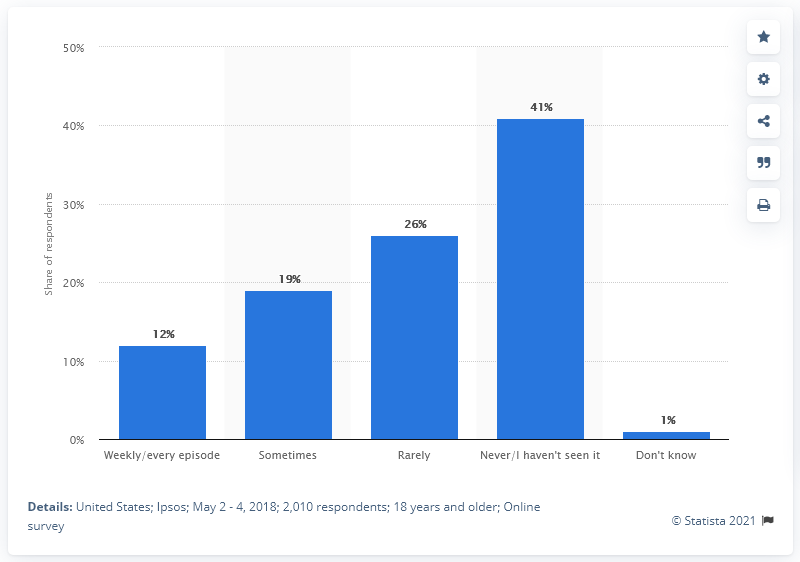 50%
40%
30%
20%
10%
0%
Share of respondents
12%
19%
26%
41%
1%
Weekly/every episode
Sometimes
Rarely
Never/I haven't seen it
Don't know
Details: United States; Ipsos; May 2 - 4, 2018; 2,010 respondents; 18 years and older; Online
survey
© Statista 2021